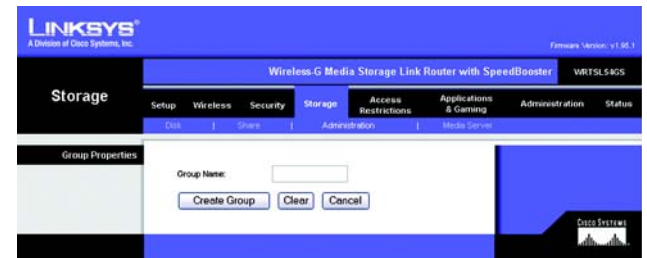 LINKSYS®
A Division of Cisco Systems, Inc.
Firmware Version: v1.95.1
Wireless-G Media Storage Link Router with SpeedBooster WRTSL54GS
Storage
Setup Wireless Security Storage Access Restrictions Applications & Gaming Administration Status
Disk | Share | Administration | Media Server
Group Properties
Group Name:
Create Group Clear Cancel
CISCO SYSTEMS